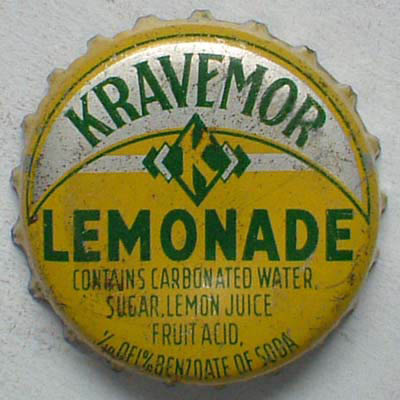 KRAVEMOR
K
LEMONADE
CONTAINS CARBONATED WATER,
SUGAR, LEMON JUICE
FRUIT ACID,
1/10 OF 1% BENZOATE OF SODA